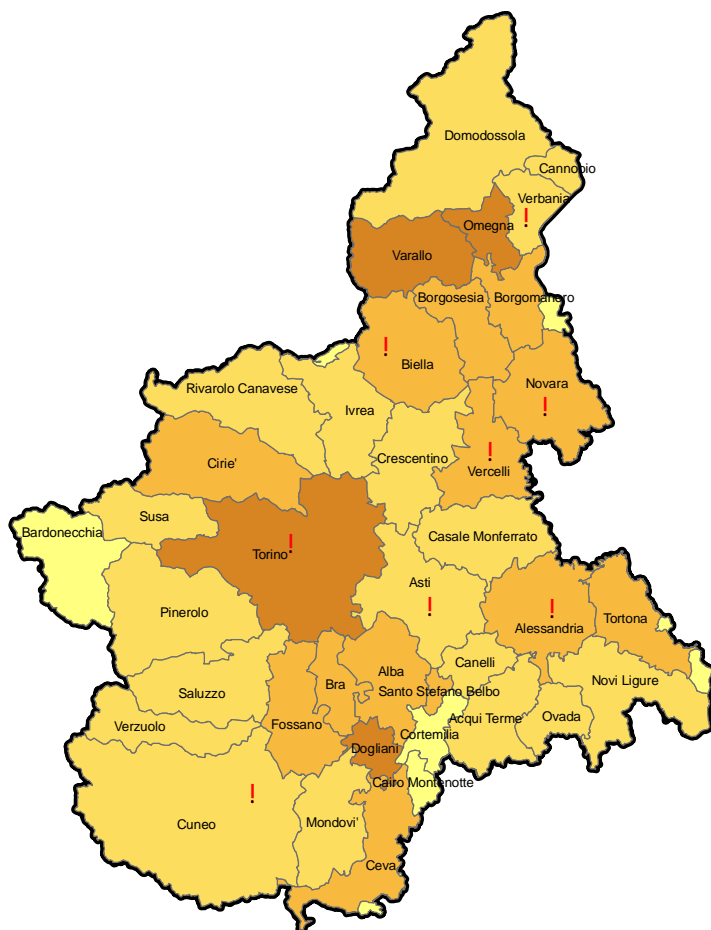 Domodossola
Cannobio
Verbania
!
Omegna
Varallo
Borgosesia
Borgomanero
!
Biella
Novara
!
Rivarolo Canavese
Ivrea
Crescentino
!
Vercelli
Cirie'
Susa
Bardonecchia
Torino
!
Casale Monferrato
Asti
!
Pinerolo
!
Alessandria
Tortona
Canelli
Alba
Bra
Santo Stefano Belbo
Novi Ligure
Saluzzo
Verzuolo
Fossano
Acqui Terme
Ovada
Cortemilia
Dogliani
Cairo Montenotte
!
Cuneo
Mondovi'
Ceva